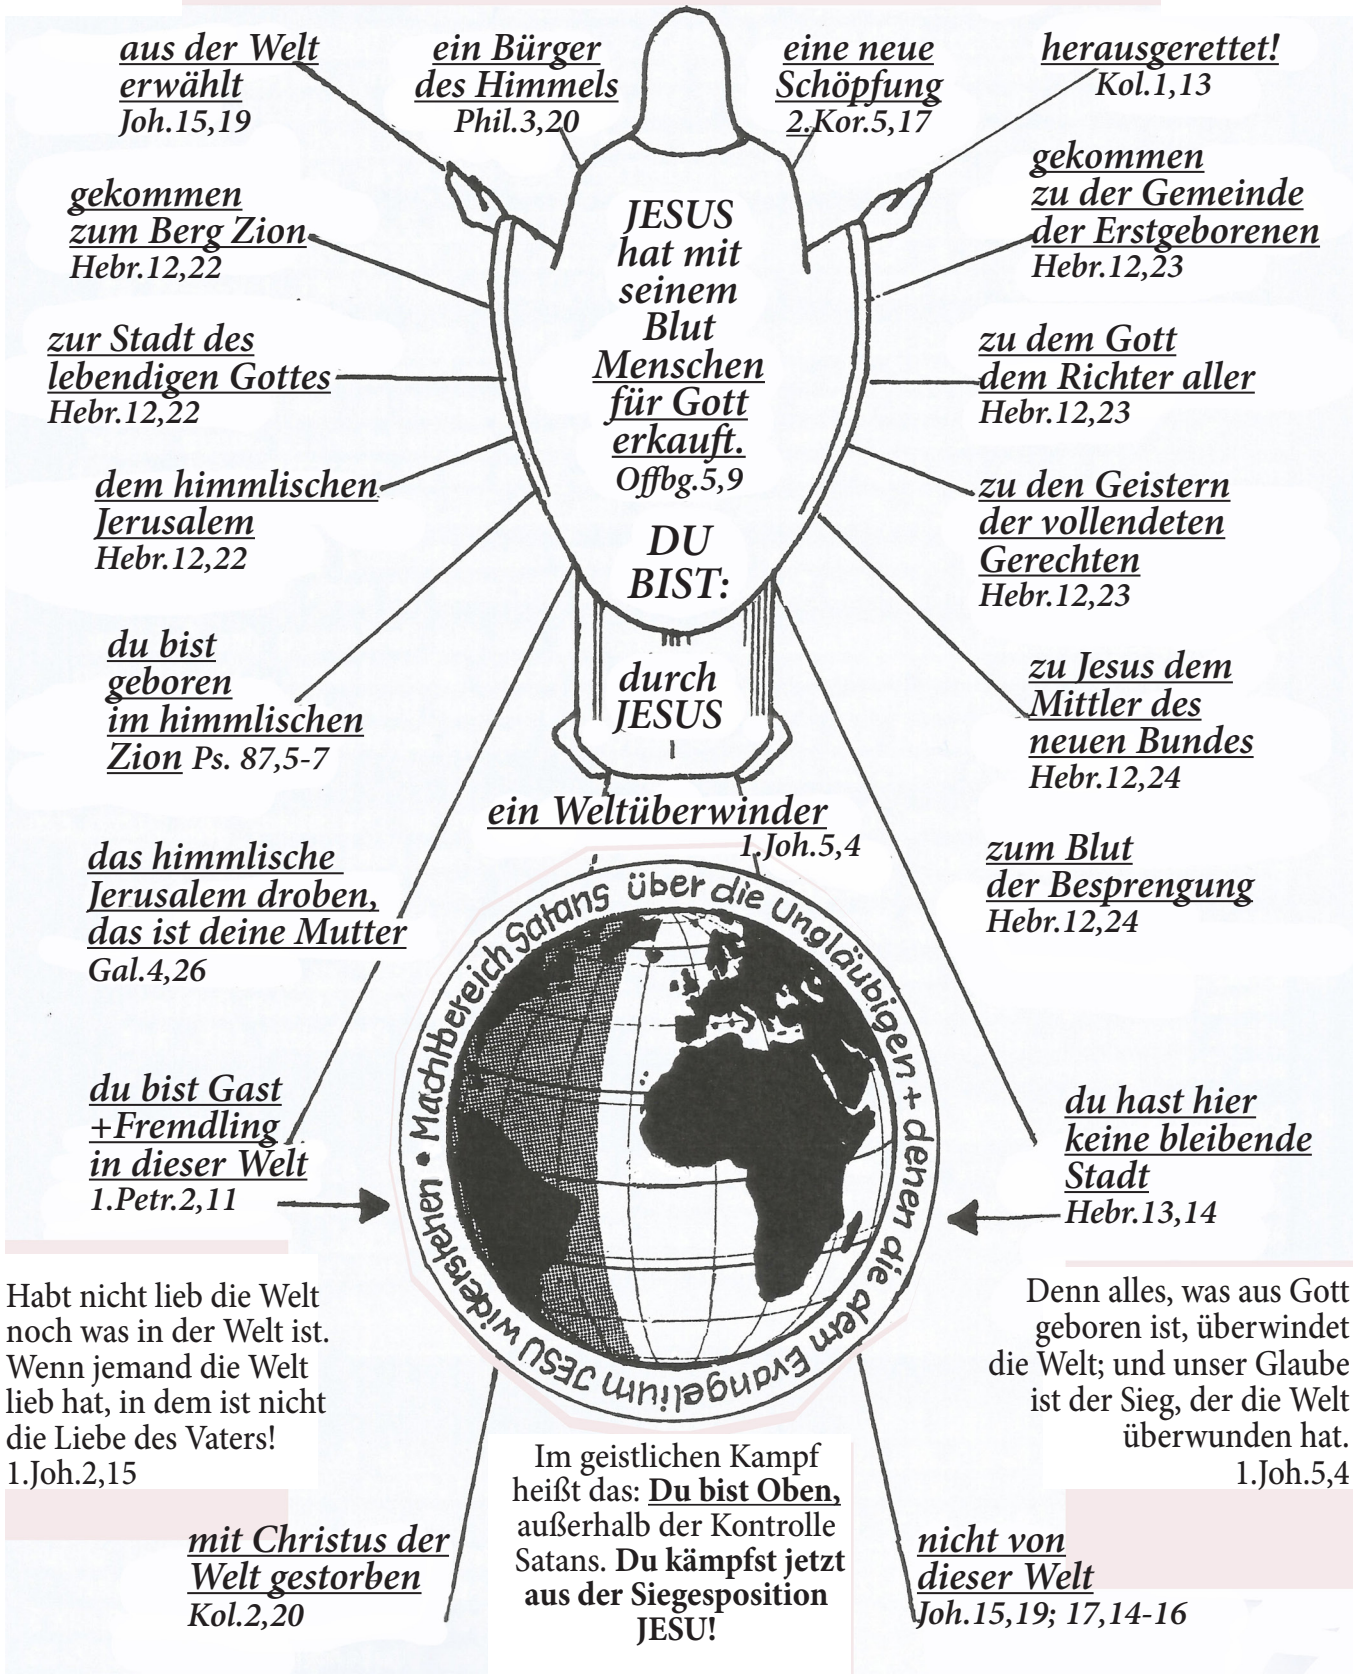 aus der Welt
erwählt
Joh.15,19
ein Bürger
des Himmels
Phil.3,20
eine neue
Schöpfung
2.Kor.5,17
herausgerettet!
Kol.1,13
gekommen
zum Berg Zion
Hebr.12,22
gekommen
zu der Gemeinde
der Erstgeborenen
Hebr.12,23
JESUS
hat mit
seinem
Blut
Menschen
für Gott
erkauft.
Offbg.5,9
DU
BIST:
durch
JESUS
zur Stadt des
lebendigen Gottes
Hebr.12,22
zu dem Gott
dem Richter aller
Hebr.12,23
dem himmlischen
Jerusalem
Hebr.12,22
zu den Geistern
der vollendeten
Gerechten
Hebr.12,23
du bist
geboren
im himmlischen
Zion Ps. 87,5-7
zu Jesus dem
Mittler des
neuen Bundes
Hebr.12,24
ein Weltüberwinder
1.Joh.5,4
das himmlische
Jerusalem droben,
das ist deine Mutter
Gal.4,26
zum Blut
der Besprengung
Hebr.12,24
• Machtbereich Satans über die Ungläubigen + denen die dem Evangelium JESU widerstehen
du bist Gast
+Fremdling
in dieser Welt
1.Petr.2,11
du hast hier
keine bleibende
Stadt
Hebr.13,14
Habt nicht lieb die Welt
noch was in der Welt ist.
Wenn jemand die Welt
lieb hat, in dem ist nicht
die Liebe des Vaters!
1.Joh.2,15
Denn alles, was aus Gott
geboren ist, überwindet
die Welt; und unser Glaube
ist der Sieg, der die Welt
überwunden hat.
1.Joh.5,4
Im geistlichen Kampf
heißt das: Du bist Oben,
außerhalb der Kontrolle
Satans. Du kämpfst jetzt
aus der Siegesposition
JESU!
mit Christus der
Welt gestorben
Kol.2,20
nicht von
dieser Welt
Joh.15,19; 17,14-16